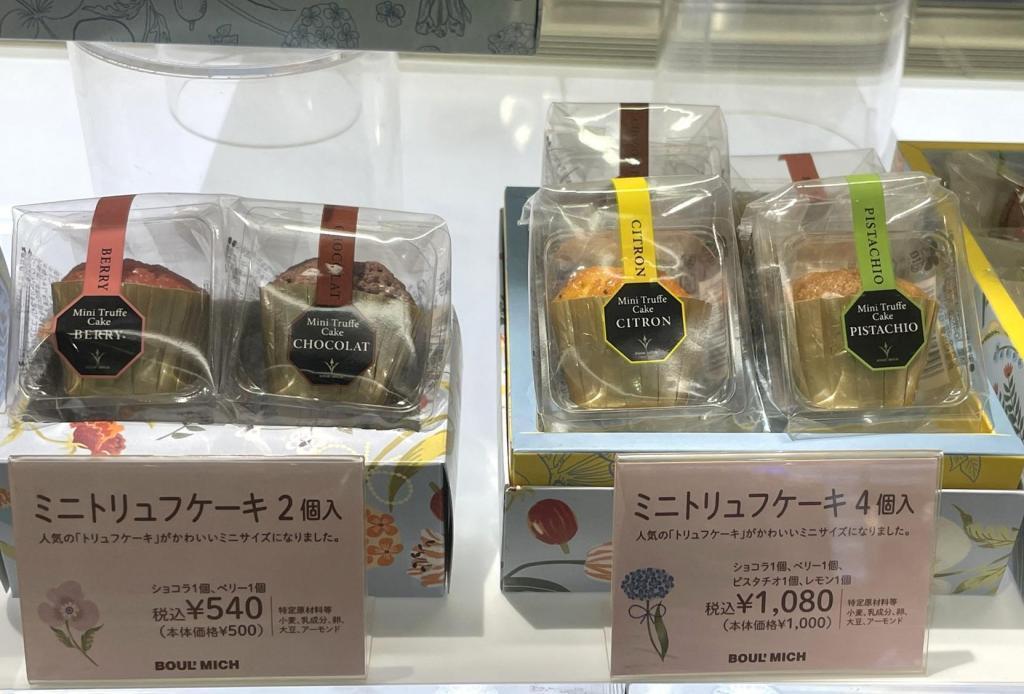 BERRY
Mini Truffe
Cake
BERRY
CHOCOLAT
Mini Truffe
Cake
CHOCOLAT
CITRON
Mini Truffe
Cake
CITRON
PISTACHIO
Mini Truffe
Cake
PISTACHIO
ミニトリュフケーキ 2個入
人気の「トリュフケーキ」がかわいいミニサイズになりました。
ショコラ1個、ベリー1個
税込¥540
(本体価格¥500)
特定原材料等
小麦、乳成分、卵、
大豆、アーモンド
BOUL' MICH
ミニトリュフケーキ 4個入
人気の「トリュフケーキ」がかわいいミニサイズになりました。
ショコラ1個、ベリー1個、
ピスタチオ1個、レモン1個
税込¥1,080
(本体価格¥1,000)
特定原材料等
小麦、乳成分、卵、
大豆、アーモンド
BOUL' MICH